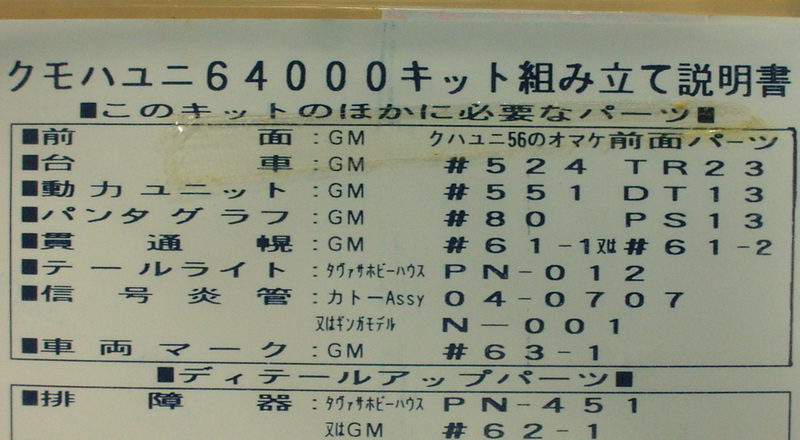 クモハユニ64000キット組み立て説明書
■このキットのほかに必要なパーツ■
■前面:GM クハユニ56のオマケ前面パーツ
■台車:GM #524 TR23
■動力ユニット:GM #551 DT13
■パンタグラフ:GM #80 PS13
■貫通幌:GM #61-1又は#61-2
■テールライト:タヴァサホビーハウス PN-012
■信号炎管:カトーAssy 04-0707
又はギンガモデル N-001
■車両マーク:GM #63-1
■ディテールアップパーツ■
■排障器:タヴァサホビーハウス PN-451
又はGM #62-1